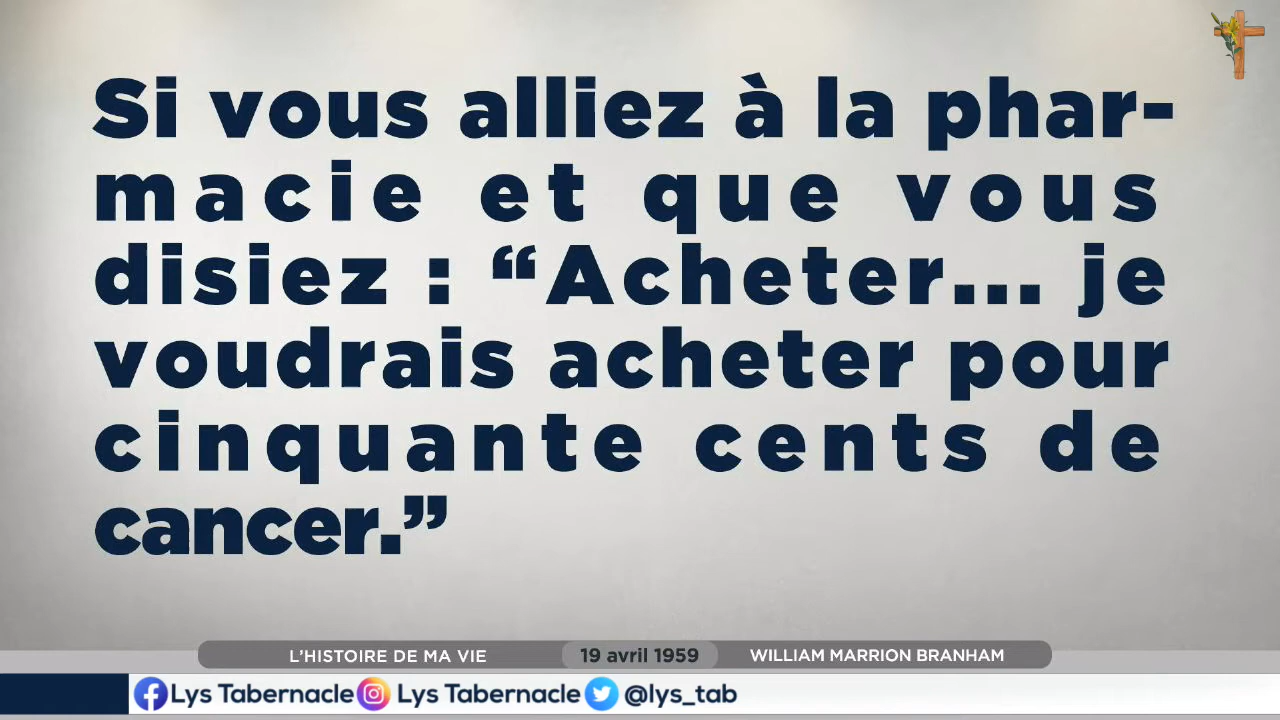 Si vous alliez à la phar-
macie et que vous
disiez : “Acheter... je
voudrais acheter pour
cinquante cents de
cancer.”
L’HISTOIRE DE MA VIE 19 avril 1959 WILLIAM MARRION BRANHAM
Lys Tabernacle Lys Tabernacle @lys_tab